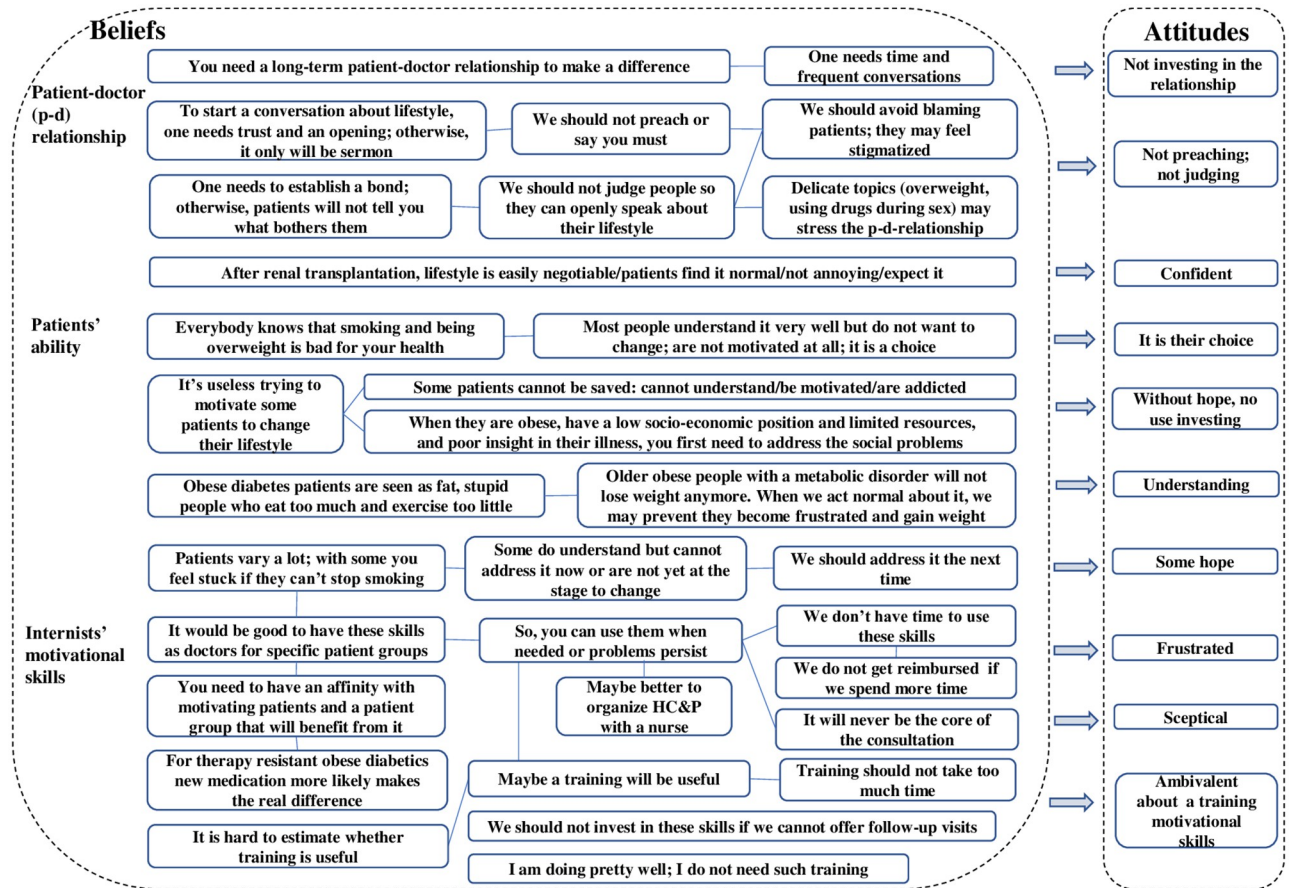 Beliefs
Attitudes
Patient-doctor
(p-d)
relationship
You need a long-term patient-doctor relationship to make a difference
One needs time and
frequent conversations
Not investing in the
relationship
To start a conversation about lifestyle,
one needs trust and an opening; otherwise,
it only will be sermon
We should not preach or
say you must
We should avoid blaming
patients; they may feel
stigmatized
Not preaching;
not judging
One needs to establish a bond;
otherwise, patients will not tell you
what bothers them
We should not judge people so
they can openly speak about
their lifestyle
Delicate topics (overweight,
using drugs during sex) may
stress the p-d-relationship
After renal transplantation, lifestyle is easily negotiable/patients find it normal/not annoying/expect it
Confident
Patients’
ability
Everybody knows that smoking and being
overweight is bad for your health
Most people understand it very well but do not want to
change; are not motivated at all; it is a choice
It is their choice
It’s useless trying to
motivate some
patients to change
their lifestyle
Some patients cannot be saved: cannot understand/be motivated/are addicted
When they are obese, have a low socio-economic position and limited resources,
and poor insight in their illness, you first need to address the social problems
Without hope, no
use investing
Obese diabetes patients are seen as fat, stupid
people who eat too much and exercise too little
Older obese people with a metabolic disorder will not
lose weight anymore. When we act normal about it, we
may prevent they become frustrated and gain weight
Understanding
Patients vary a lot; with some you
feel stuck if they can’t stop smoking
Some do understand but cannot
address it now or are not yet at the
stage to change
We should address it the next
time
Some hope
Internists’
motivational
skills
It would be good to have these skills
as doctors for specific patient groups
So, you can use them when
needed or problems persist
We don’t have time to use
these skills
Frustrated
We do not get reimbursed if
we spend more time
You need to have an affinity with
motivating patients and a patient
group that will benefit from it
Maybe better to
organize HC&P
with a nurse
It will never be the core of
the consultation
Sceptical
For therapy resistant obese diabetics
new medication more likely makes
the real difference
Maybe a training will be useful
Training should not take too
much time
Ambivalent
about a training
motivational
skills
It is hard to estimate whether
training is useful
We should not invest in these skills if we cannot offer follow-up visits
I am doing pretty well; I do not need such training